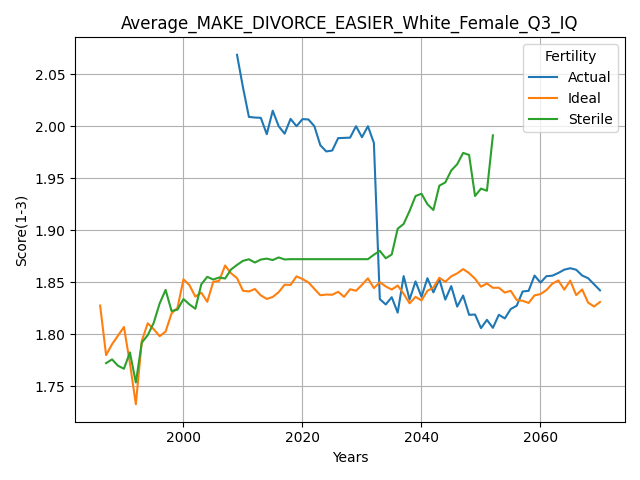 Average_MAKE_DIVORCE_EASIER_White_Female_Q3_IQ
Fertility
Actual
Ideal
Sterile
Score(1-3)
2.05
2.00
1.95
1.90
1.85
1.80
1.75
2000 2020 2040 2060
Years